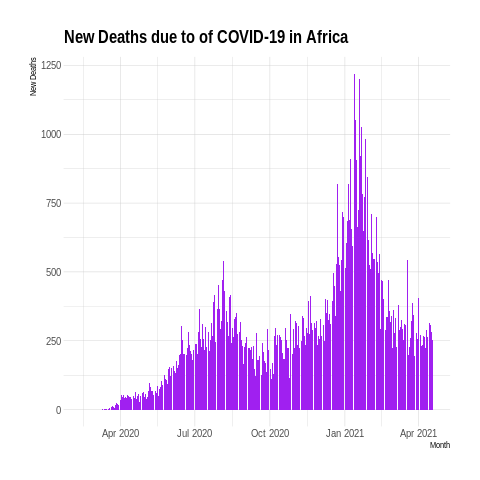 New Deaths due to of COVID-19 in Africa
New Deaths
1250
1000
750
500
250
0
Apr 2020 Jul 2020 Oct 2020 Jan 2021 Apr 2021
Month